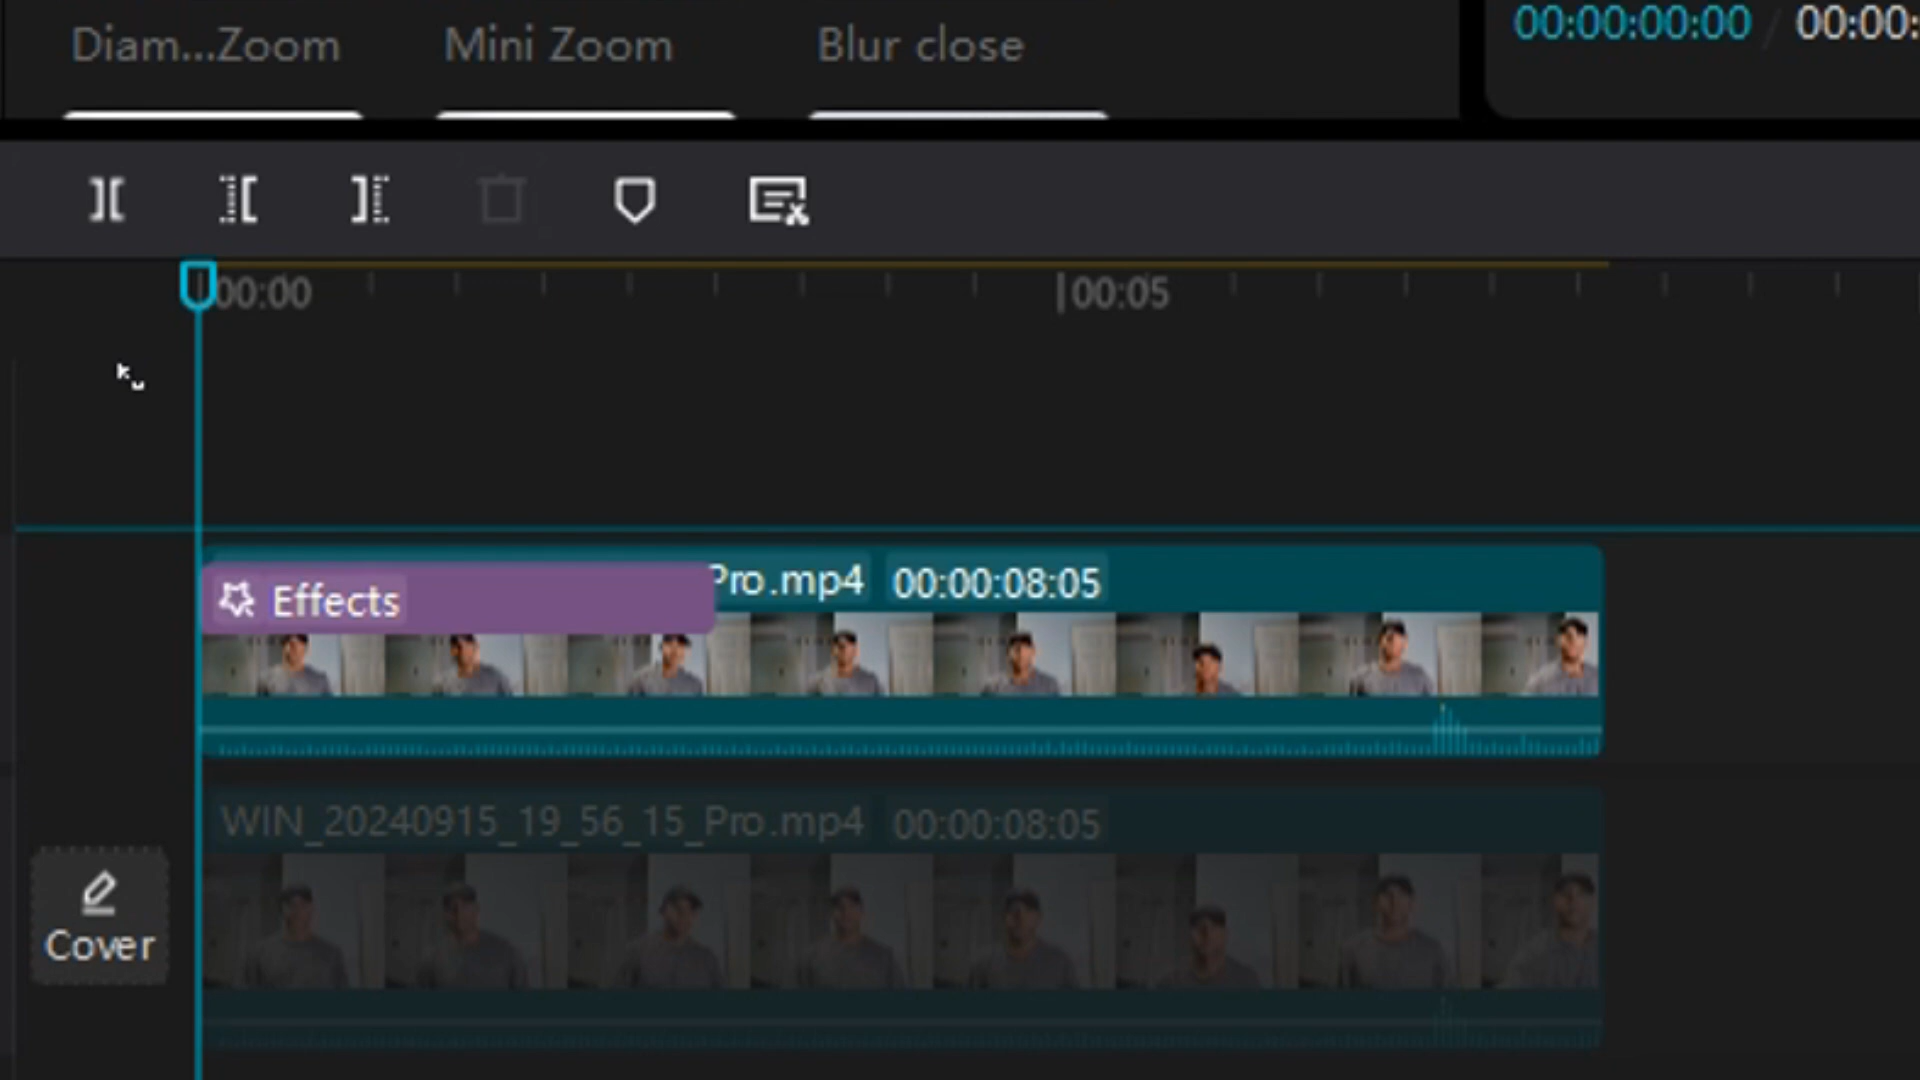 Diam...Zoom Mini Zoom Blur close 00:00:00:00 / 00:00:
00:00 00:05
Effects Pro.mp4 00:00:08:05
WIN_20240915_19_56_15_Pro.mp4 00:00:08:05
Cover